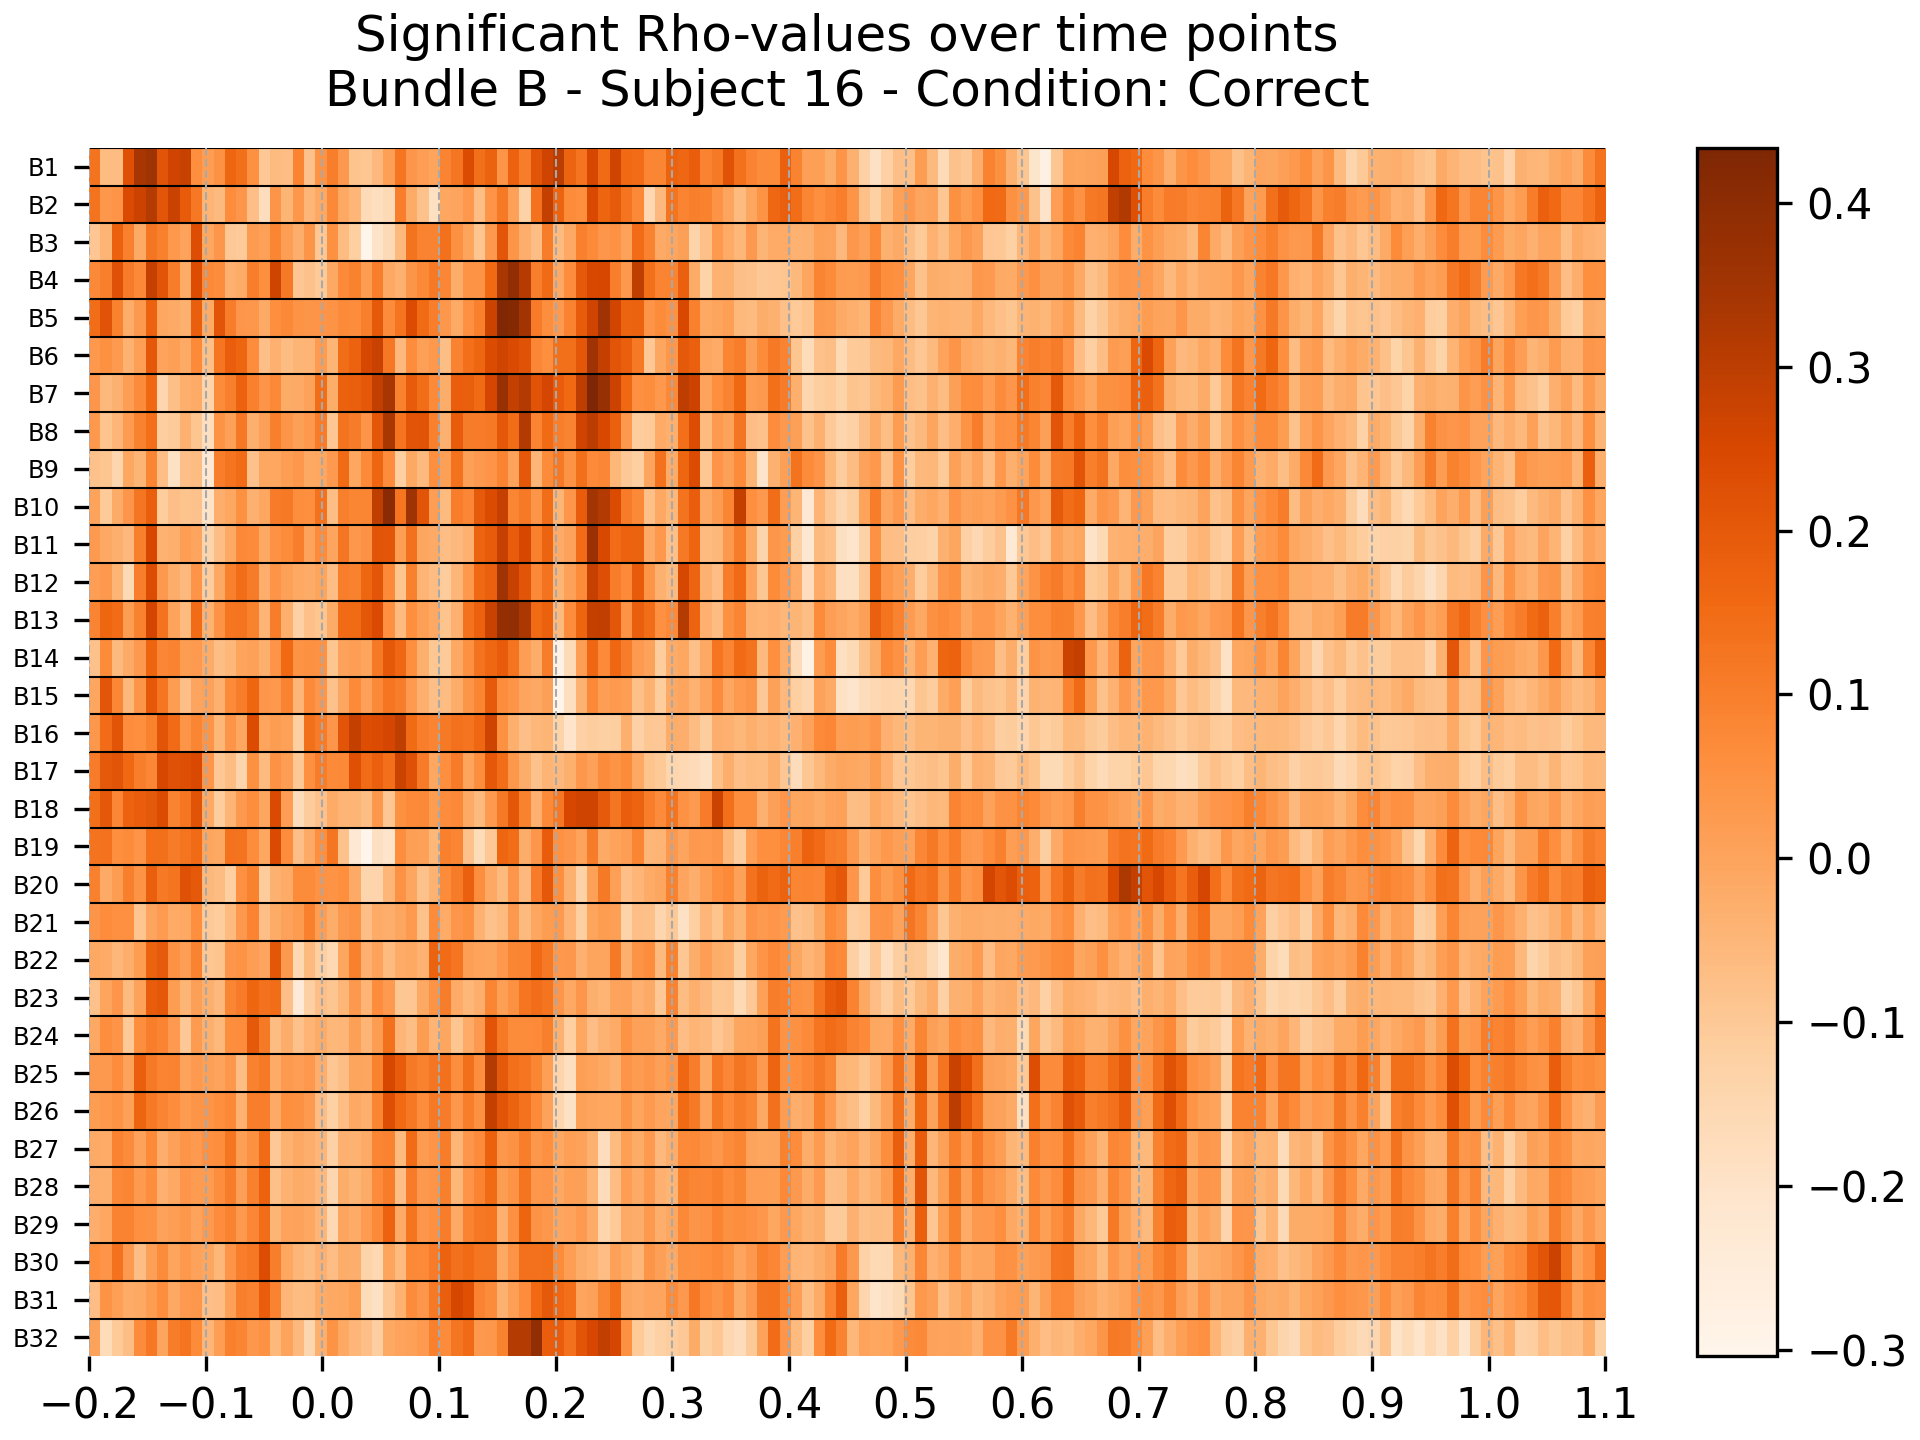 Significant Rho-values over time points
Bundle B - Subject 16 - Condition: Correct
B1
B2
B3
B4
B5
B6
B7
B8
B9
B10
B11
B12
B13
B14
B15
B16
B17
B18
B19
B20
B21
B22
B23
B24
B25
B26
B27
B28
B29
B30
B31
B32
−0.2 −0.1 0.0 0.1 0.2 0.3 0.4 0.5 0.6 0.7 0.8 0.9 1.0 1.1
0.4
0.3
0.2
0.1
0.0
−0.1
−0.2
−0.3